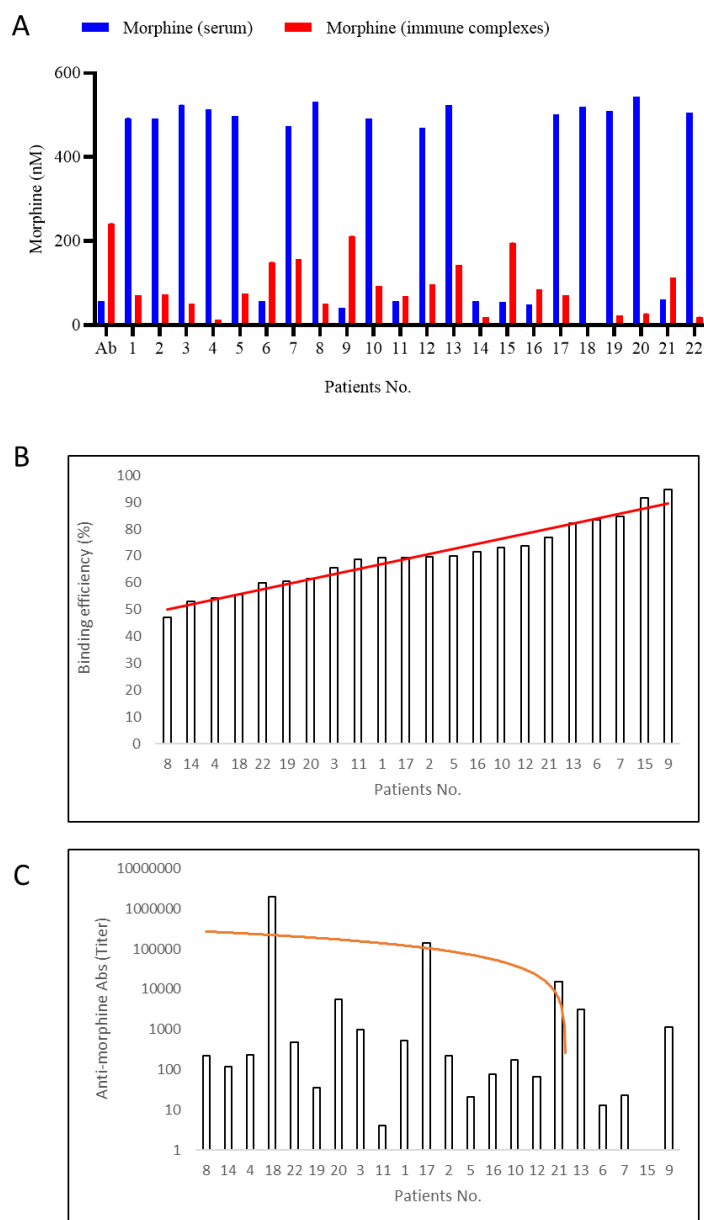 A
Morphine (serum) Morphine (immune complexes)
Morphine (nM)
600
400
200
0
Ab 1 2 3 4 5 6 7 8 9 10 11 12 13 14 15 16 17 18 19 20 21 22
Patients No.
B
Binding efficiency (%)
100
90
80
70
60
50
40
30
20
10
0
8 14 4 18 22 19 20 3 11 1 17 2 5 16 10 12 21 13 6 7 15 9
Patients No.
C
Anti-morphine Abs (Titer)
10000000
1000000
100000
10000
1000
100
10
1
8 14 4 18 22 19 20 3 11 1 17 2 5 16 10 12 21 13 6 7 15 9
Patients No.